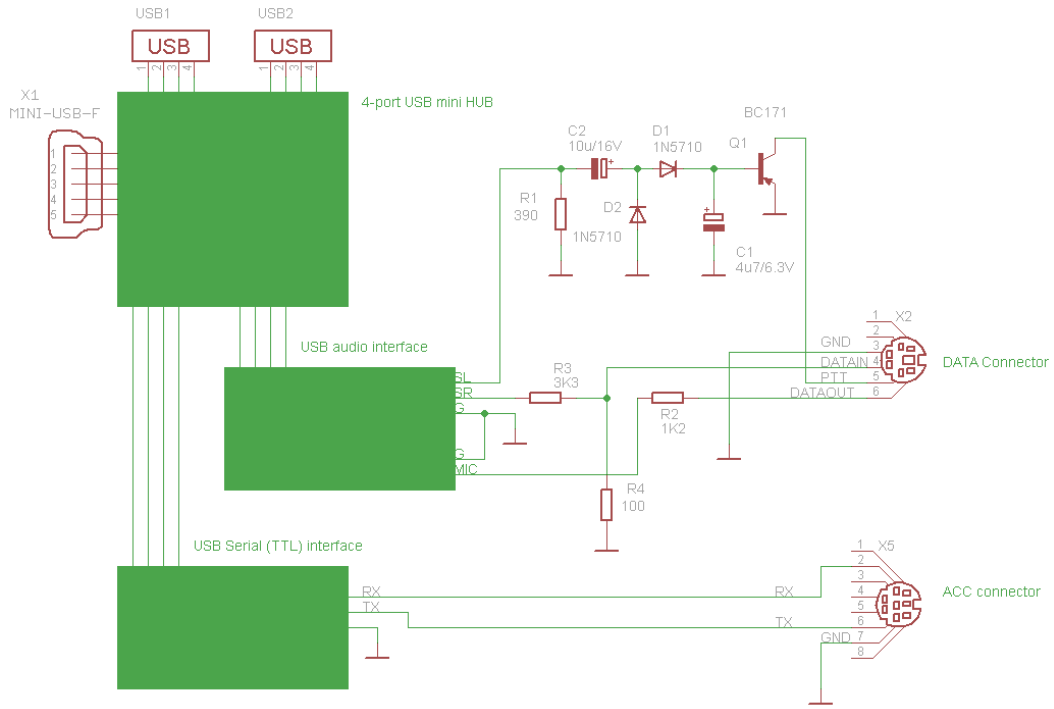 USB1
USB2
USB
USB
1 2 3 4
1 2 3 4
X1
MINI-USB-F
1
2
3
4
5
4-port USB mini HUB
BC171
C2
10u/16V
D1
1N5710
Q1
R1
390
D2
1N5710
C1
4u7/6.3V
USB audio interface
SL
SR
G
G
MIC
R3
3K3
R2
1K2
R4
100
1 X2
2
GND 3
DATAIN 4
PTT 5
DATAOUT 6
DATA Connector
USB Serial (TTL) interface
RX
TX
RX
TX
GND
1 X5
2
3
4
5
6
7
8
ACC connector